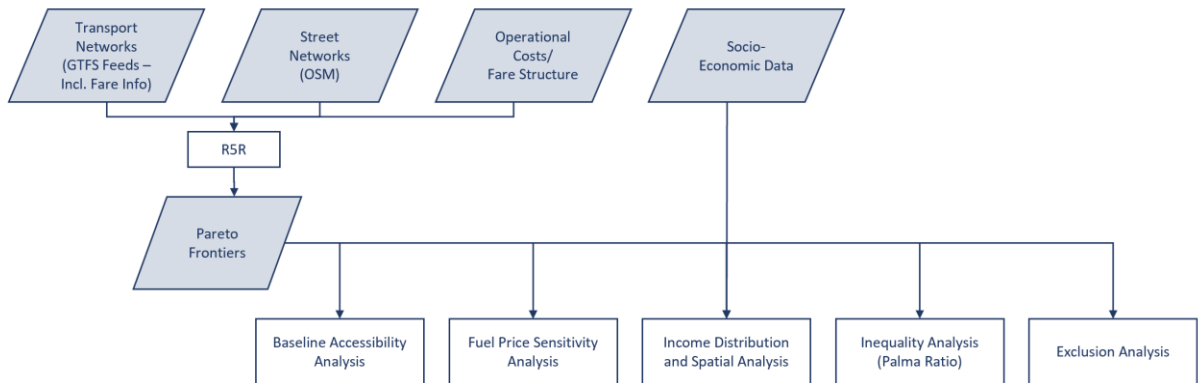 Transport
Networks
(GTFS Feeds –
Incl. Fare Info)
Street
Networks
(OSM)
Operational
Costs/
Fare Structure
Socio-
Economic Data
R5R
Pareto
Frontiers
Baseline Accessibility
Analysis
Fuel Price Sensitivity
Analysis
Income Distribution
and Spatial Analysis
Inequality Analysis
(Palma Ratio)
Exclusion Analysis